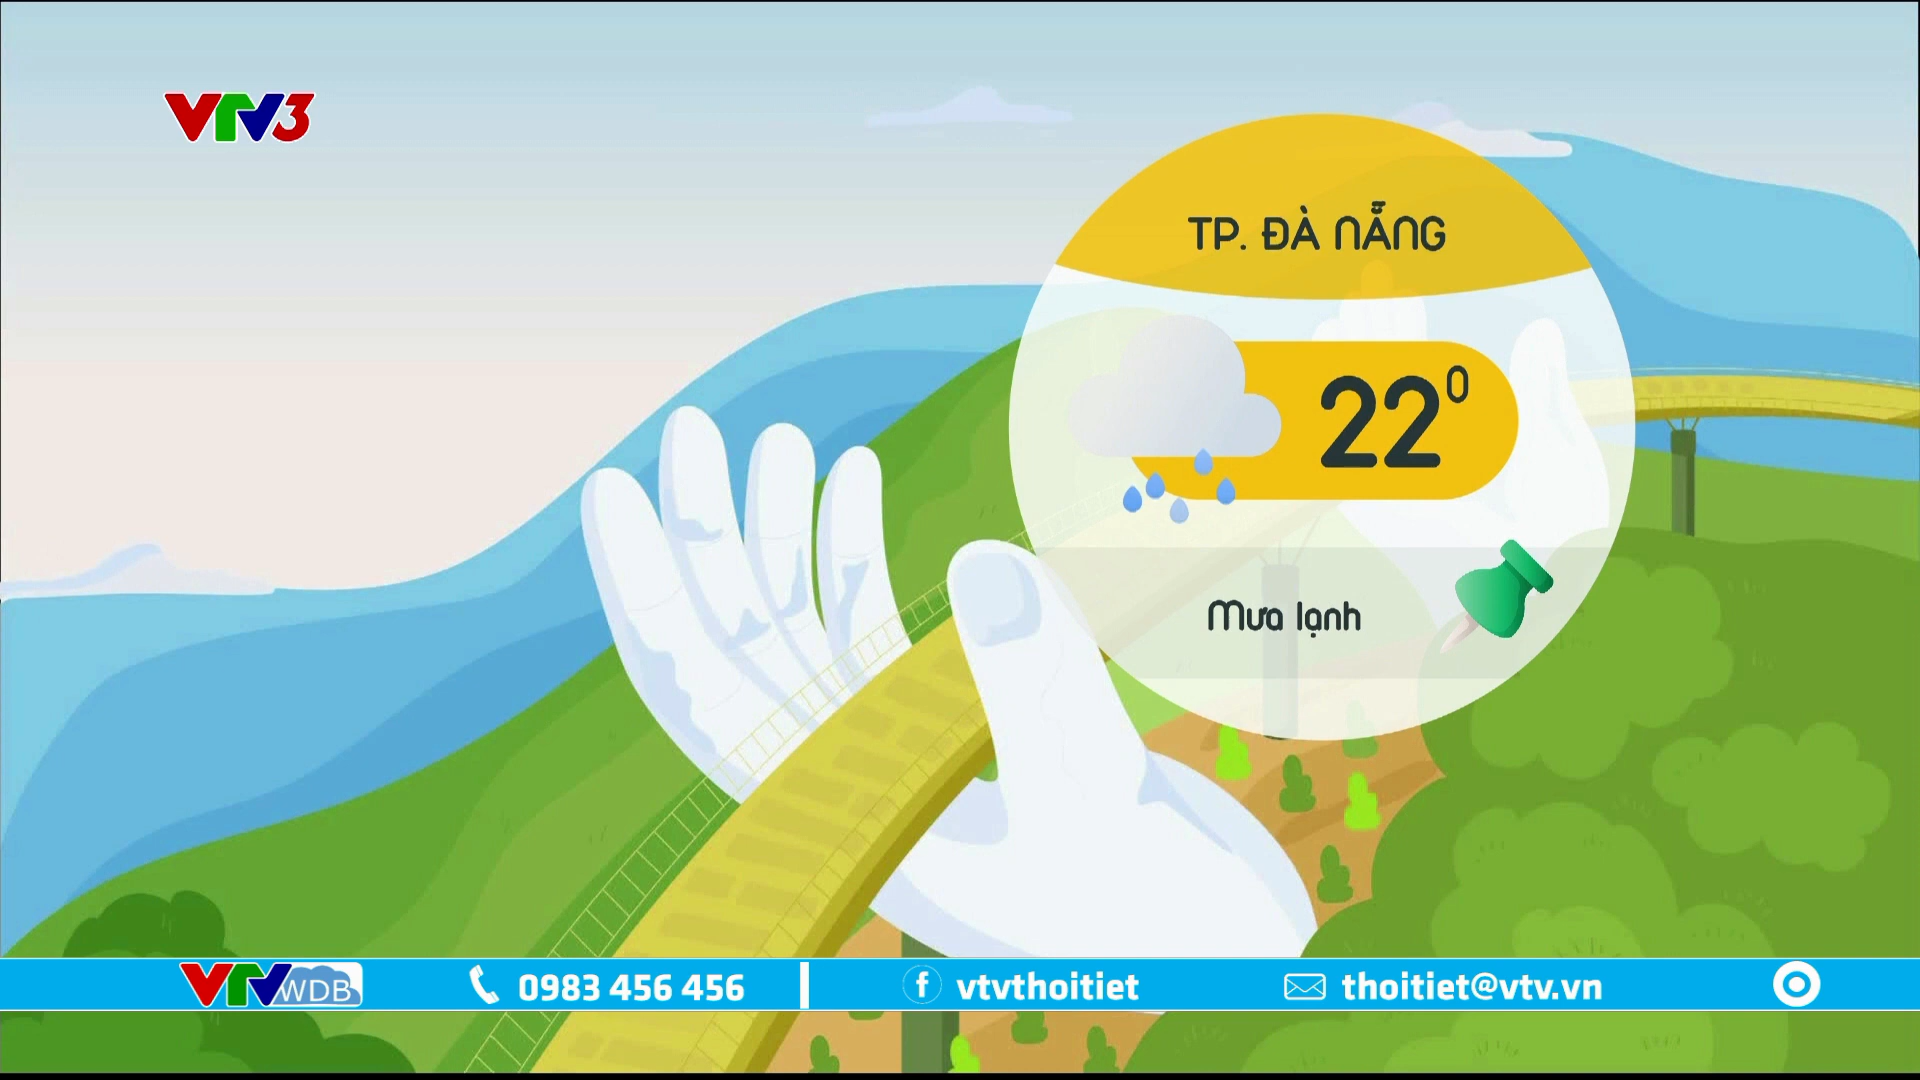 VTV3
TP. ĐÀ NẴNG
22⁰
Mưa lạnh
VTV WDB 0983 456 456 vtvthoitiet thoitiet@vtv.vn